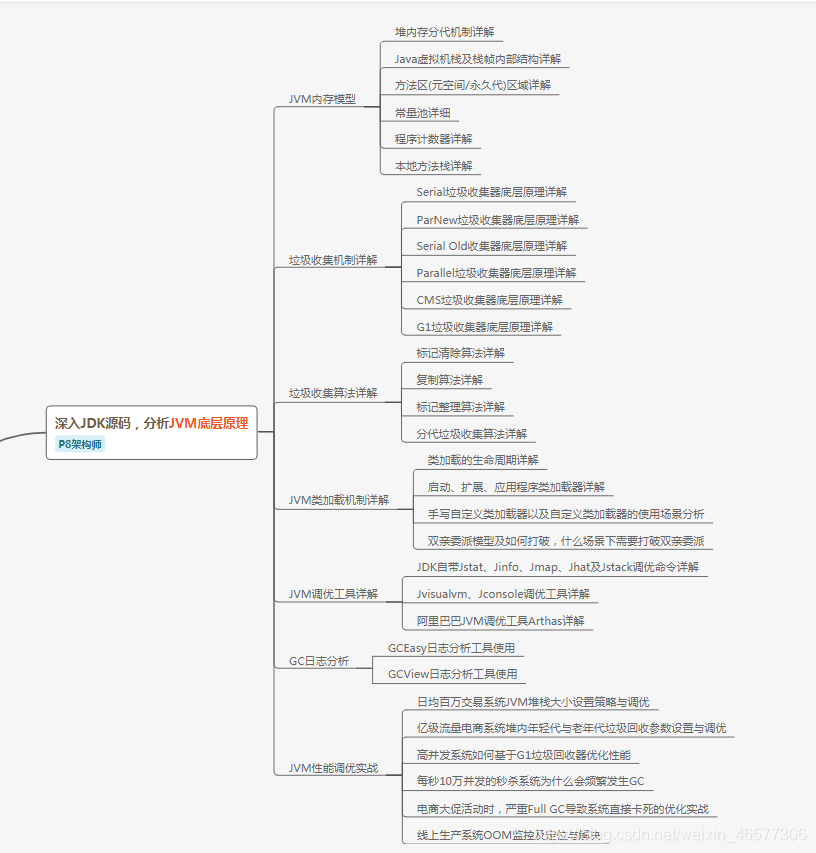 深入JDK源码，分析JVM底层原理
P8架构师
JVM内存模型
堆内存分代机制详解
Java虚拟机栈及栈帧内部结构详解
方法区(元空间/永久代)区域详解
常量池详细
程序计数器详解
本地方法栈详解
垃圾收集机制详解
Serial垃圾收集器底层原理详解
ParNew垃圾收集器底层原理详解
Serial Old收集器底层原理详解
Parallel垃圾收集器底层原理详解
CMS垃圾收集器底层原理详解
G1垃圾收集器底层原理详解
垃圾收集算法详解
标记清除算法详解
复制算法详解
标记整理算法详解
分代垃圾收集算法详解
JVM类加载机制详解
类加载的生命周期详解
启动、扩展、应用程序类加载器详解
手写自定义类加载器以及自定义类加载器的使用场景分析
双亲委派模型及如何打破，什么场景下需要打破双亲委派
JVM调优工具详解
JDK自带Jstat、Jinfo、Jmap、Jhat及Jstack调优命令详解
Jvisualvm、Jconsole调优工具详解
阿里巴巴JVM调优工具Arthas详解
GC日志分析
GCEasy日志分析工具使用
GCView日志分析工具使用
JVM性能调优实战
日均百万交易系统JVM堆栈大小设置策略与调优
亿级流量电商系统堆内年轻代与老年代垃圾回收参数设置与调优
高并发系统如何基于G1垃圾回收器优化性能
每秒10万并发的秒杀系统为什么会频繁发生GC
电商大促活动时，严重Full GC导致系统直接卡死的优化实战
线上生产系统OOM监控及定位与解决
blog.csdn.net/weixin_46577306